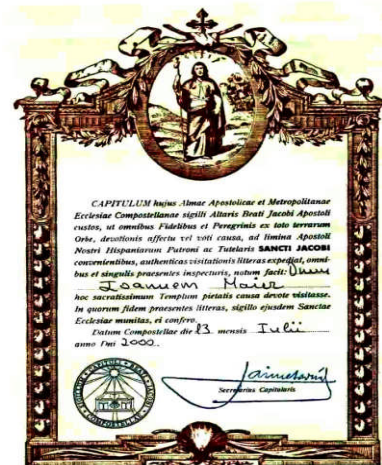 CAPITULUM hujus Almae Apostolicae et Metropolitanae
Ecclesiae Compostellanae sigilli Altaris Beati Jacobi Apostoli
custos, ut omnibus Fidelibus et Peregrinis ex toto terrarum
Orbe, devotionis affectu vel voti causa, ad limina Apostoli
Nostri Hispaniarum Patroni ac Tutelaris SANCTI JACOBI
convenientibus, authenticas visitationis litteras expediat, omni-
bus et singulis praesentes inspecturis, notum facit: Dnum
Ioannem Maier
hoc sacratissimum Templum pietatis causa devote visitasse.
In quorum fidem praesentes litteras, sigillo ejusdem Sanctae
Ecclesiae munitas, ei confero.
Datum Compostellae die 13 mensis Iulii
anno Dni 2000.
Secretarius Capitularis